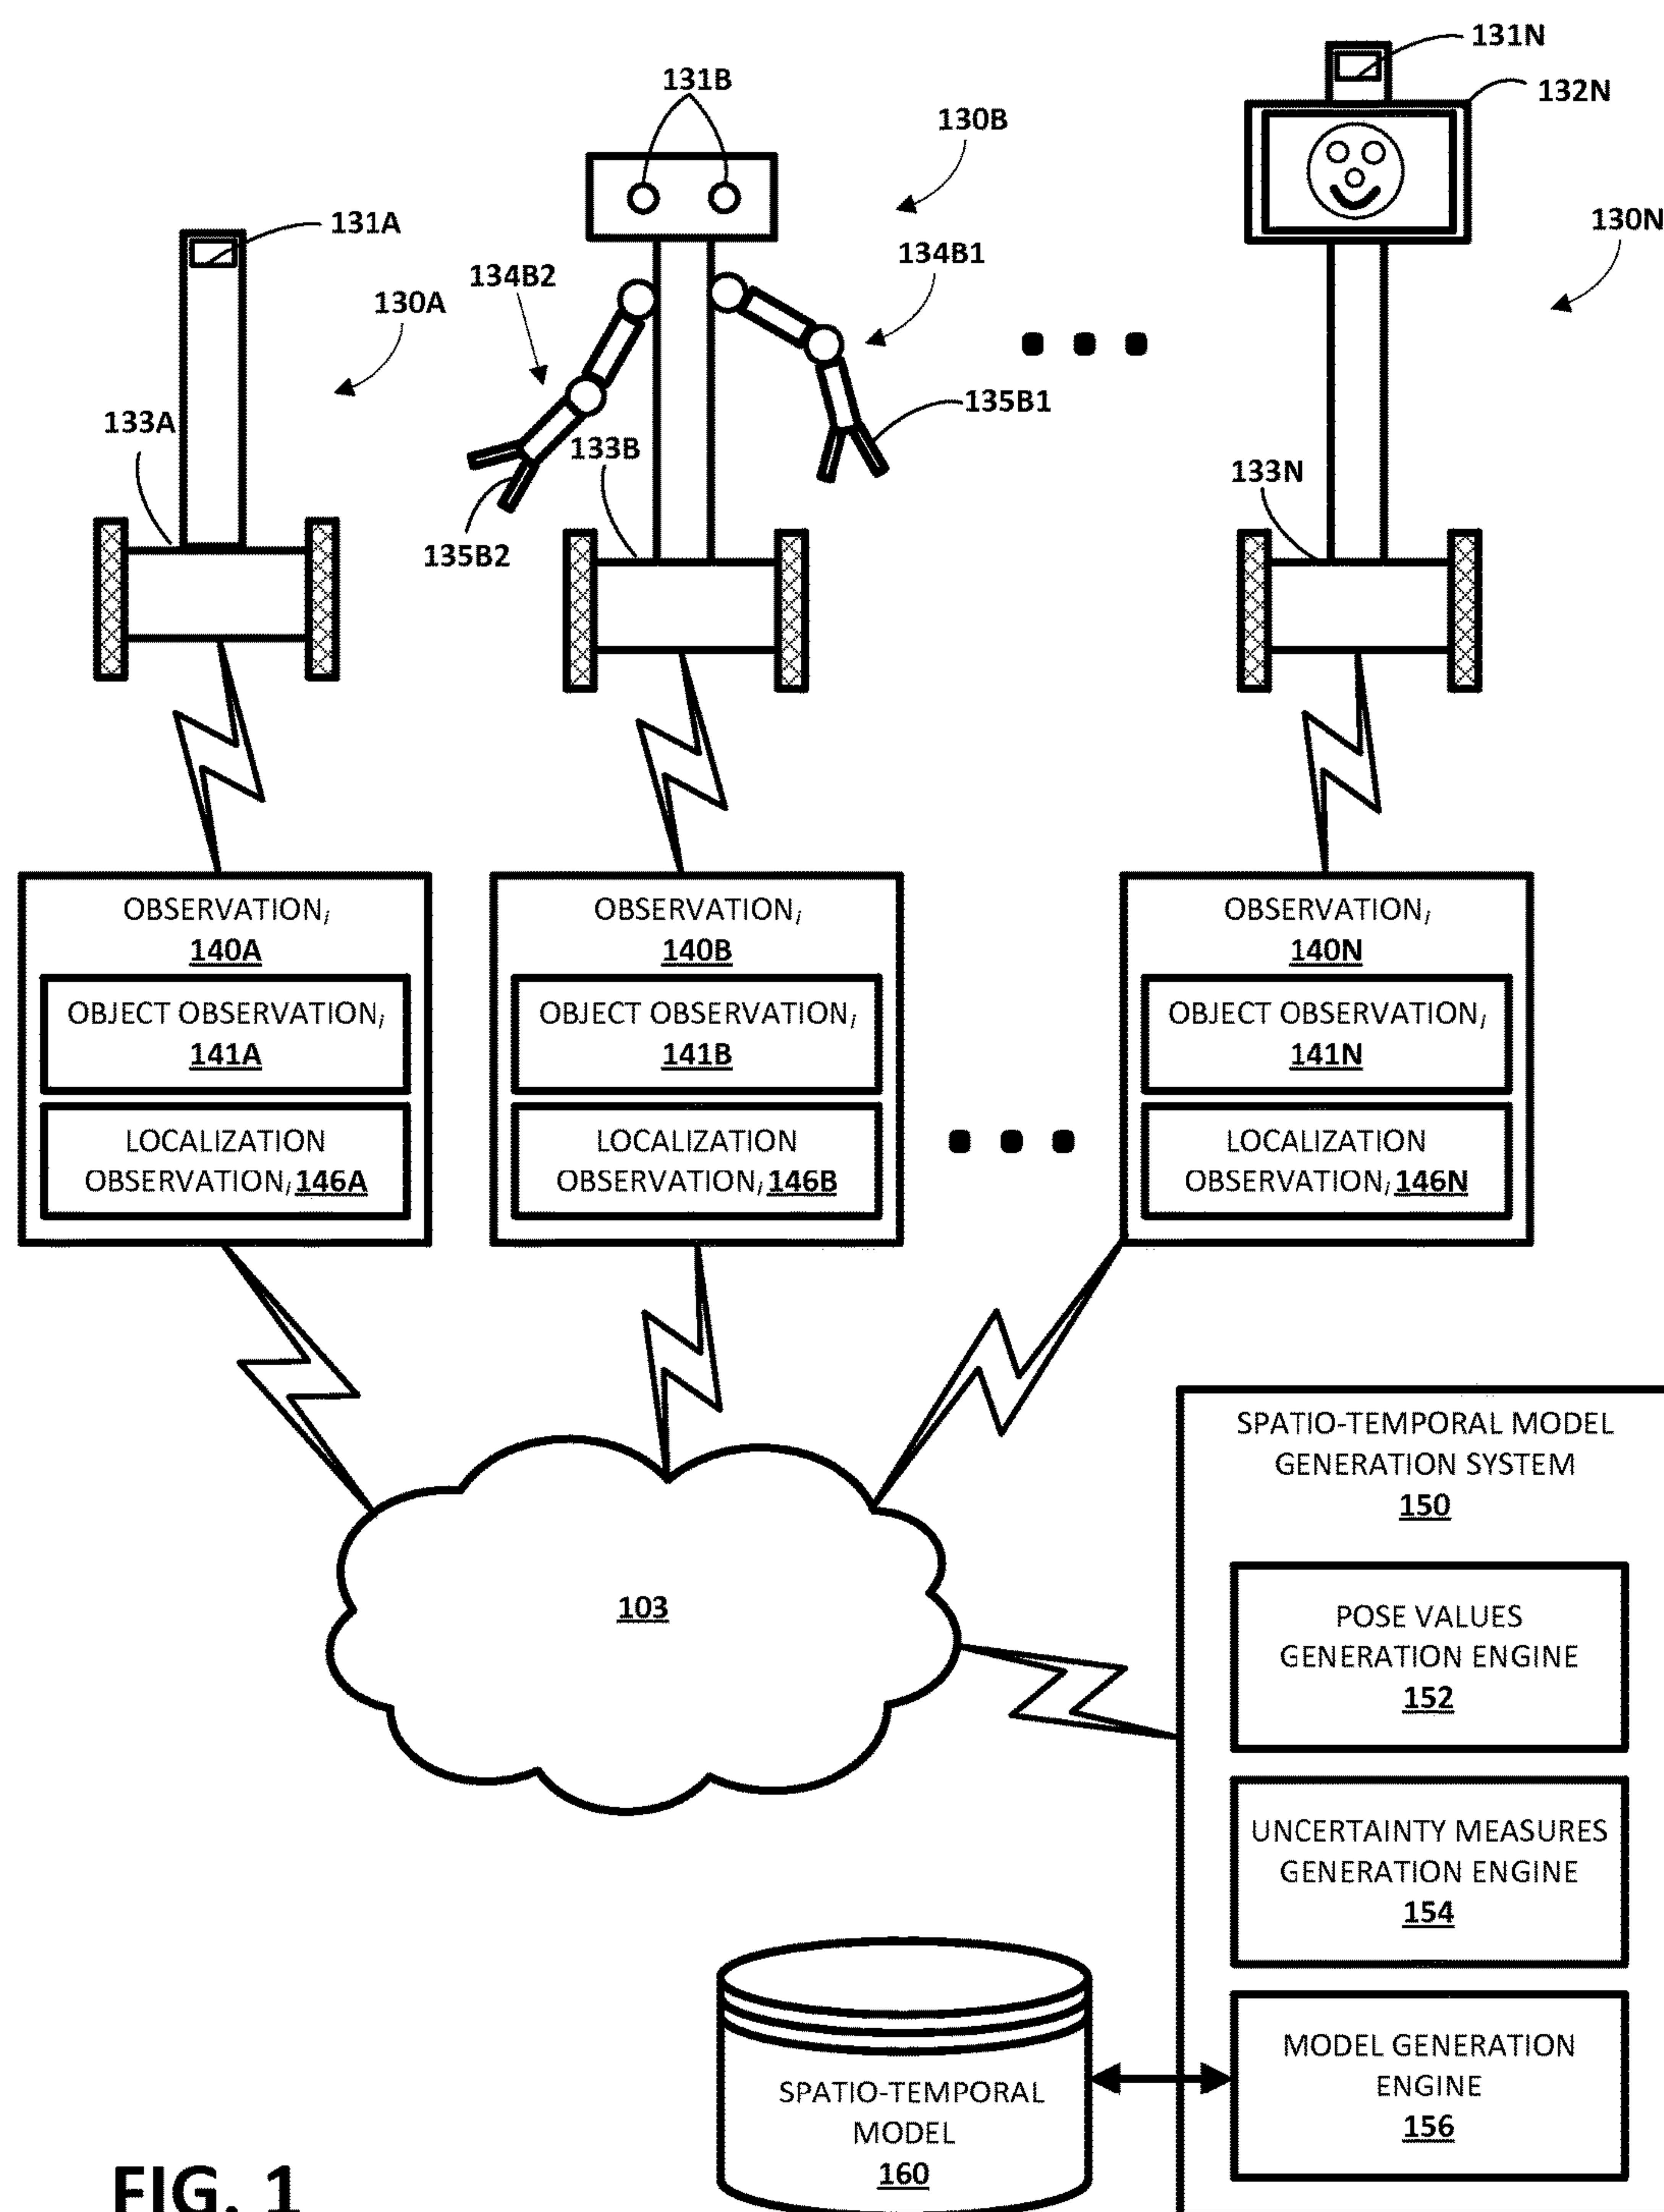 131N
132N
131B
130B
130N
131A
134B1
134B2
130A
135B1
133A
133B
133N
135B2
OBSERVATIONi
140A
OBJECT OBSERVATIONi
141A
LOCALIZATION
OBSERVATIONi 146A
OBSERVATIONi
140B
OBJECT OBSERVATIONi
141B
LOCALIZATION
OBSERVATIONi 146B
OBSERVATIONi
140N
OBJECT OBSERVATIONi
141N
LOCALIZATION
OBSERVATIONi 146N
103
SPATIO-TEMPORAL MODEL
GENERATION SYSTEM
150
POSE VALUES
GENERATION ENGINE
152
UNCERTAINTY MEASURES
GENERATION ENGINE
154
MODEL GENERATION
ENGINE
156
SPATIO-TEMPORAL
MODEL
160
FIG. 1